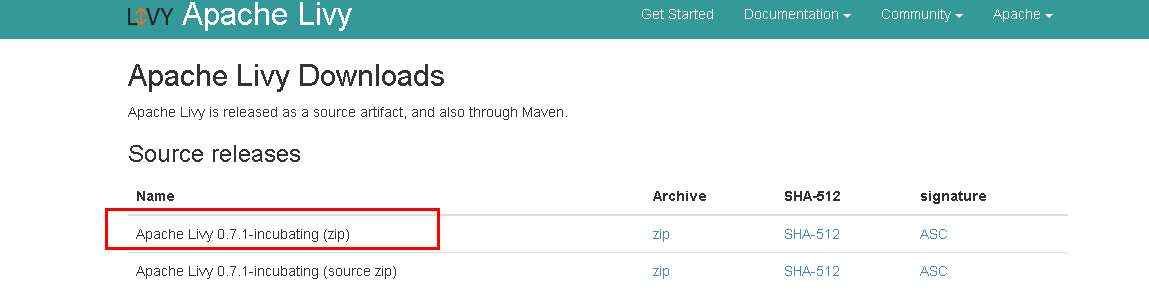 LIVY Apache Livy Get Started Documentation Community Apache
Apache Livy Downloads
Apache Livy is released as a source artifact, and also through Maven.
Source releases
Name Archive SHA-512 signature
Apache Livy 0.7.1-incubating (zip) zip SHA-512 ASC
Apache Livy 0.7.1-incubating (source zip) zip SHA-512 ASC